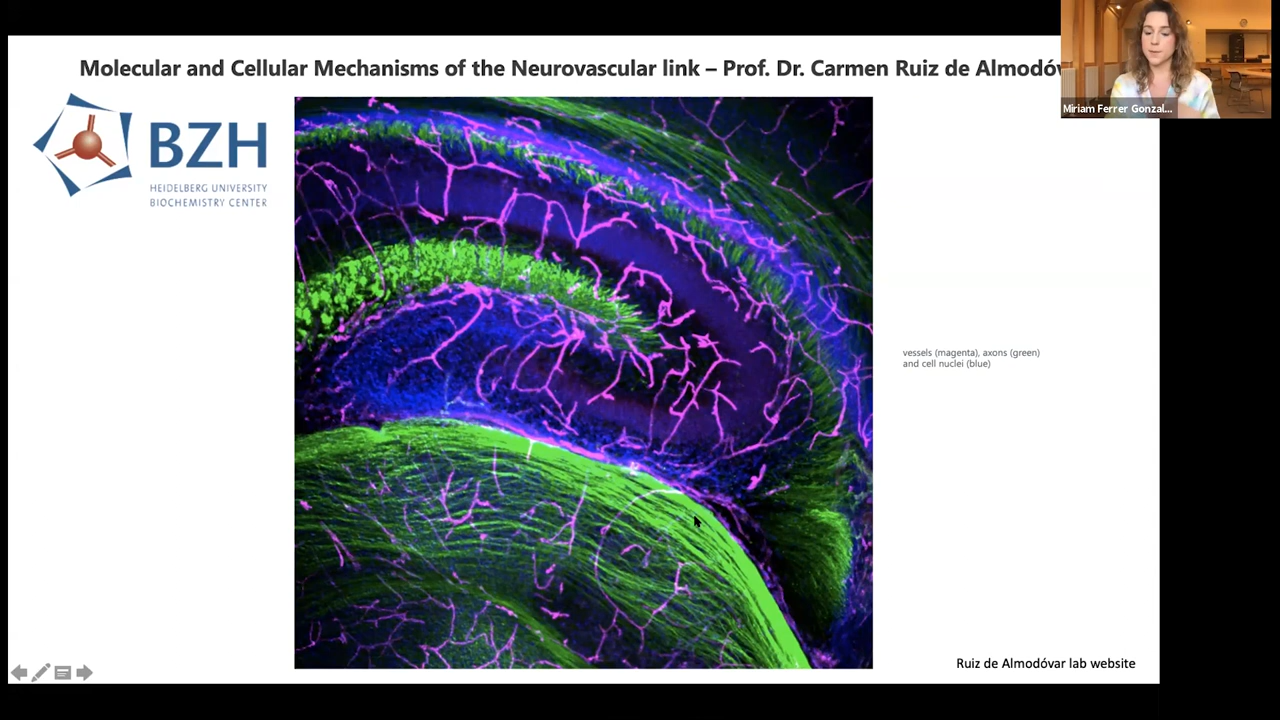 Molecular and Cellular Mechanisms of the Neurovascular link – Prof. Dr. Carmen Ruiz de Almodóv
Miriam Ferrer Gonzal...
BZH
HEIDELBERG UNIVERSITY
BIOCHEMISTRY CENTER
vessels (magenta), axons (green)
and cell nuclei (blue)
Ruiz de Almodóvar lab website